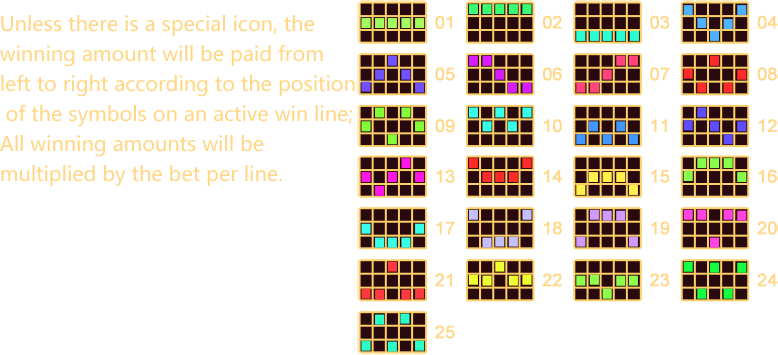 Unless there is a special icon, the
winning amount will be paid from
left to right according to the position
of the symbols on an active win line;
All winning amounts will be
multiplied by the bet per line.
01 02 03 04
05 06 07 08
09 10 11 12
13 14 15 16
17 18 19 20
21 22 23 24
25